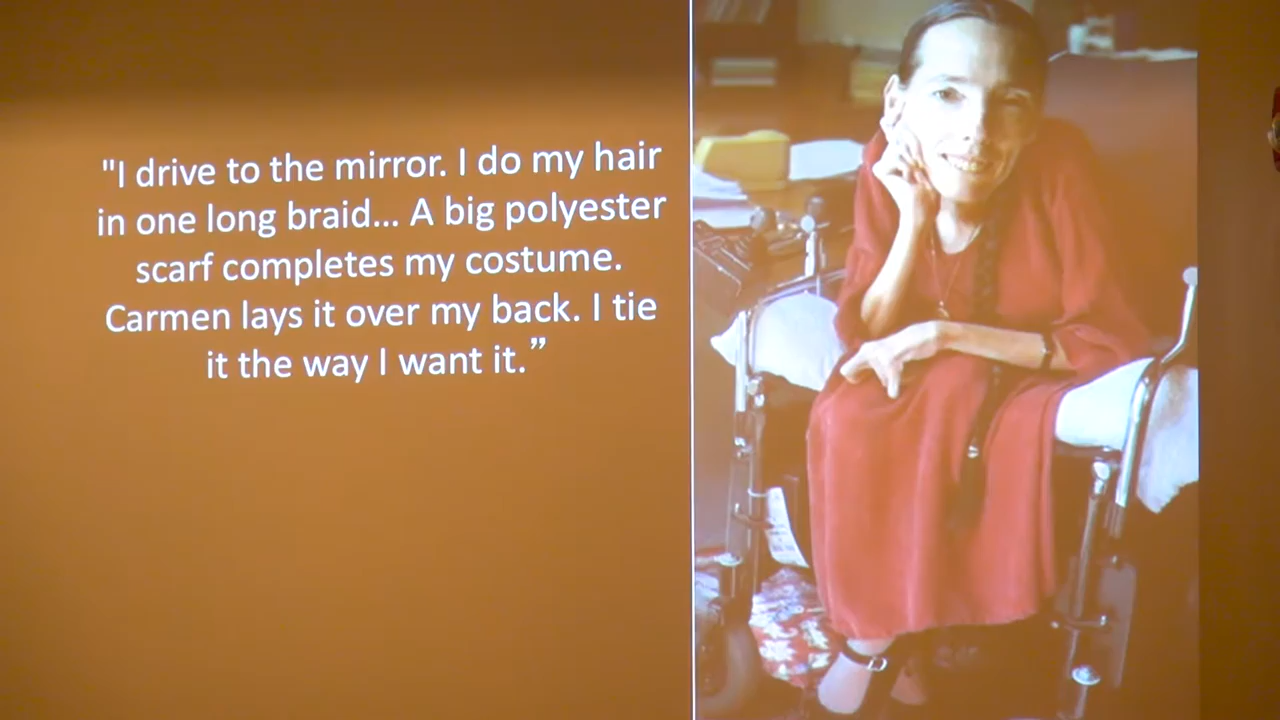 "I drive to the mirror. I do my hair
in one long braid... A big polyester
scarf completes my costume.
Carmen lays it over my back. I tie
it the way I want it.”